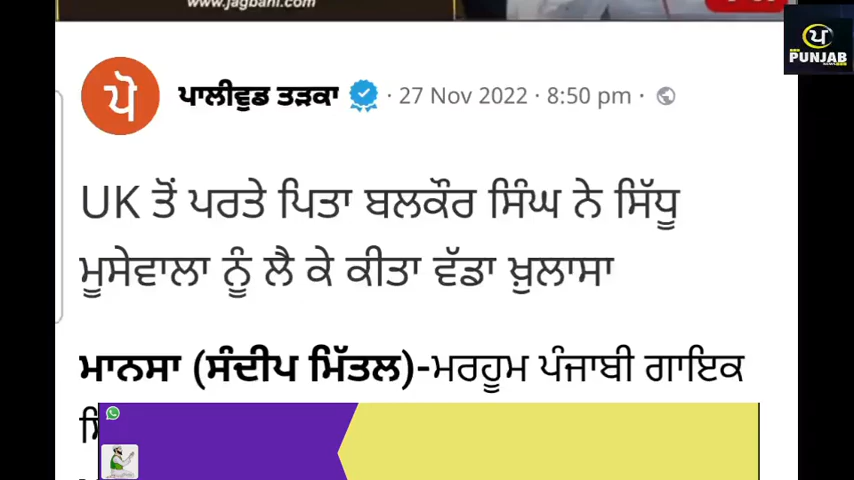 www.jagbani.com
ਪੰ
PUNJAB
ਪੋ
ਪਾਲੀਵੁਡ ਤੜਕਾ · 27 Nov 2022 · 8:50 pm ·
UK ਤੋਂ ਪਰਤੇ ਪਿਤਾ ਬਲਕੌਰ ਸਿੰਘ ਨੇ ਸਿੱਧੂ
ਮੂਸੇਵਾਲਾ ਨੂੰ ਲੈ ਕੇ ਕੀਤਾ ਵੱਡਾ ਖ਼ੁਲਾਸਾ
ਮਾਨਸਾ (ਸੰਦੀਪ ਮਿੱਤਲ)-ਮਰਹੂਮ ਪੰਜਾਬੀ ਗਾਇਕ